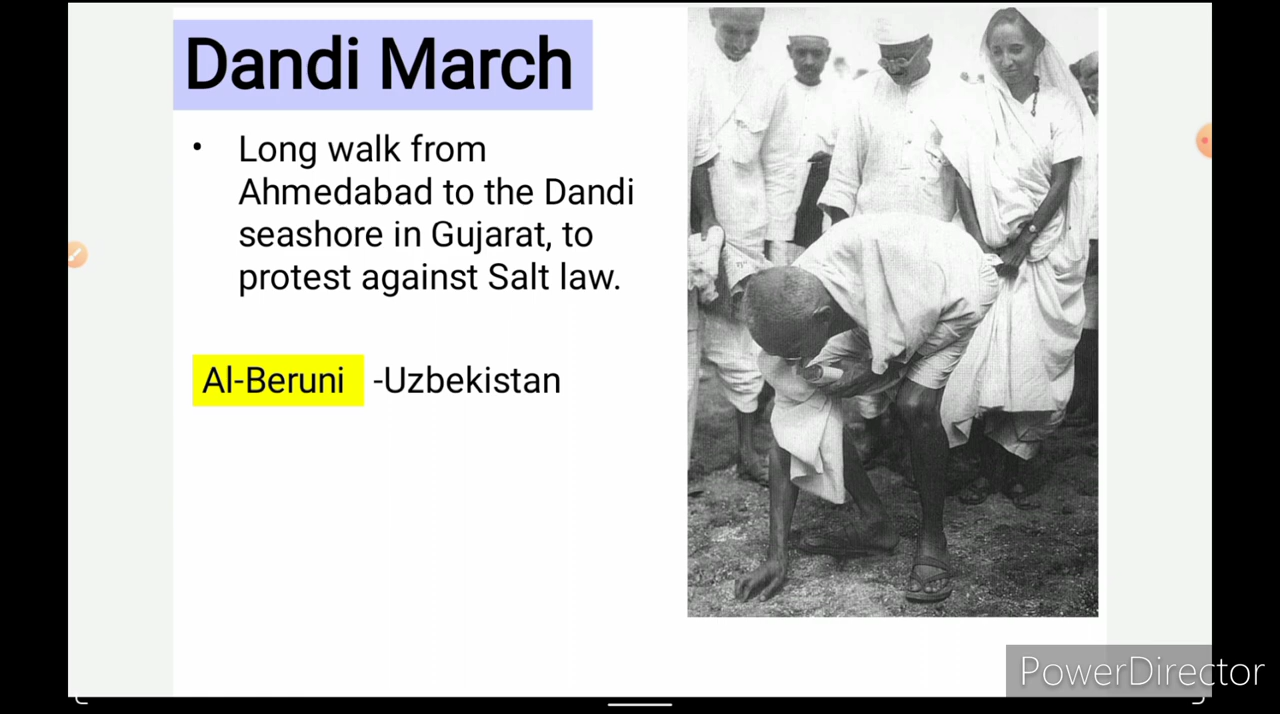 Dandi March
• Long walk from
Ahmedabad to the Dandi
seashore in Gujarat, to
protest against Salt law.
Al-Beruni -Uzbekistan
PowerDirector